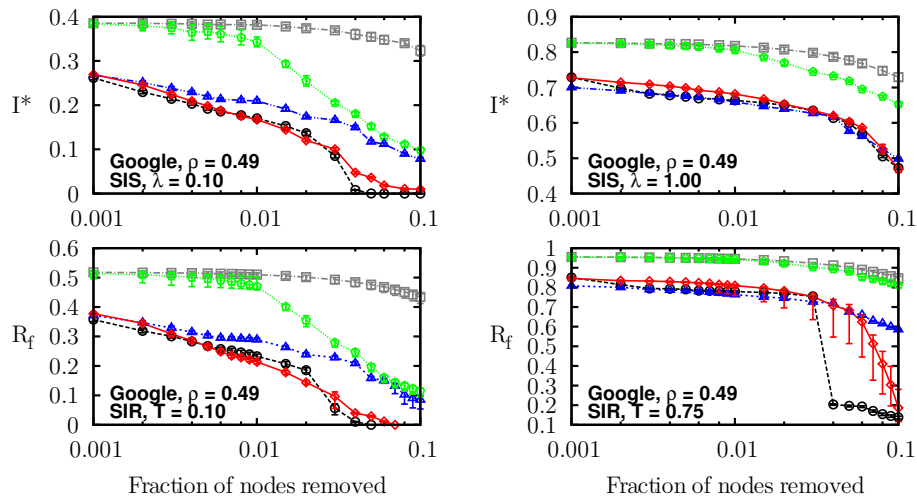 0.4
0.3
0.2
0.1
0
I*
Google, ρ = 0.49
SIS, λ = 0.10
0.001
0.01
0.1
1
0.9
0.8
0.7
0.6
0.5
0.4
I*
Google, ρ = 0.49
SIS, λ = 1.00
0.001
0.01
0.1
0.6
0.5
0.4
0.3
0.2
0.1
0
R_f
Google, ρ = 0.49
SIR, T = 0.10
0.001
0.01
0.1
Fraction of nodes removed
1
0.9
0.8
0.7
0.6
0.5
0.4
0.3
0.2
0.1
R_f
Google, ρ = 0.49
SIR, T = 0.75
0.001
0.01
0.1
Fraction of nodes removed